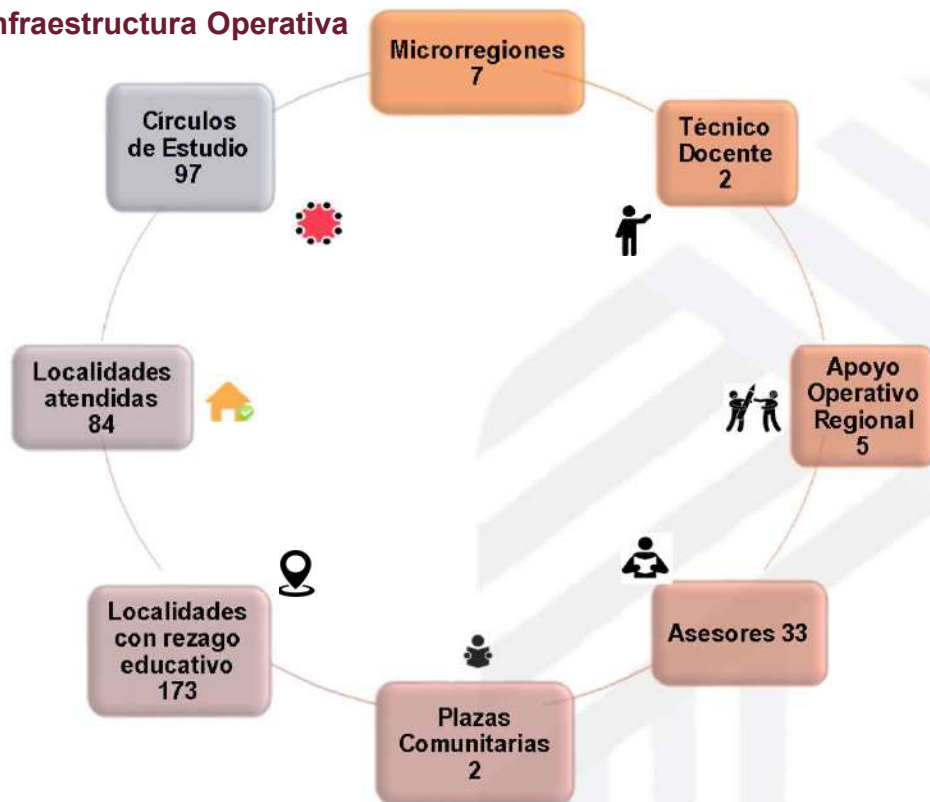 nfraestructura Operativa
Microrregiones
7
Técnico
Docente
2
Apoyo
Operativo
Regional
5
Asesores 33
Plazas
Comunitarias
2
Localidades
con rezago
educativo
173
Localidades
atendidas
84
Círculos
de Estudio
97